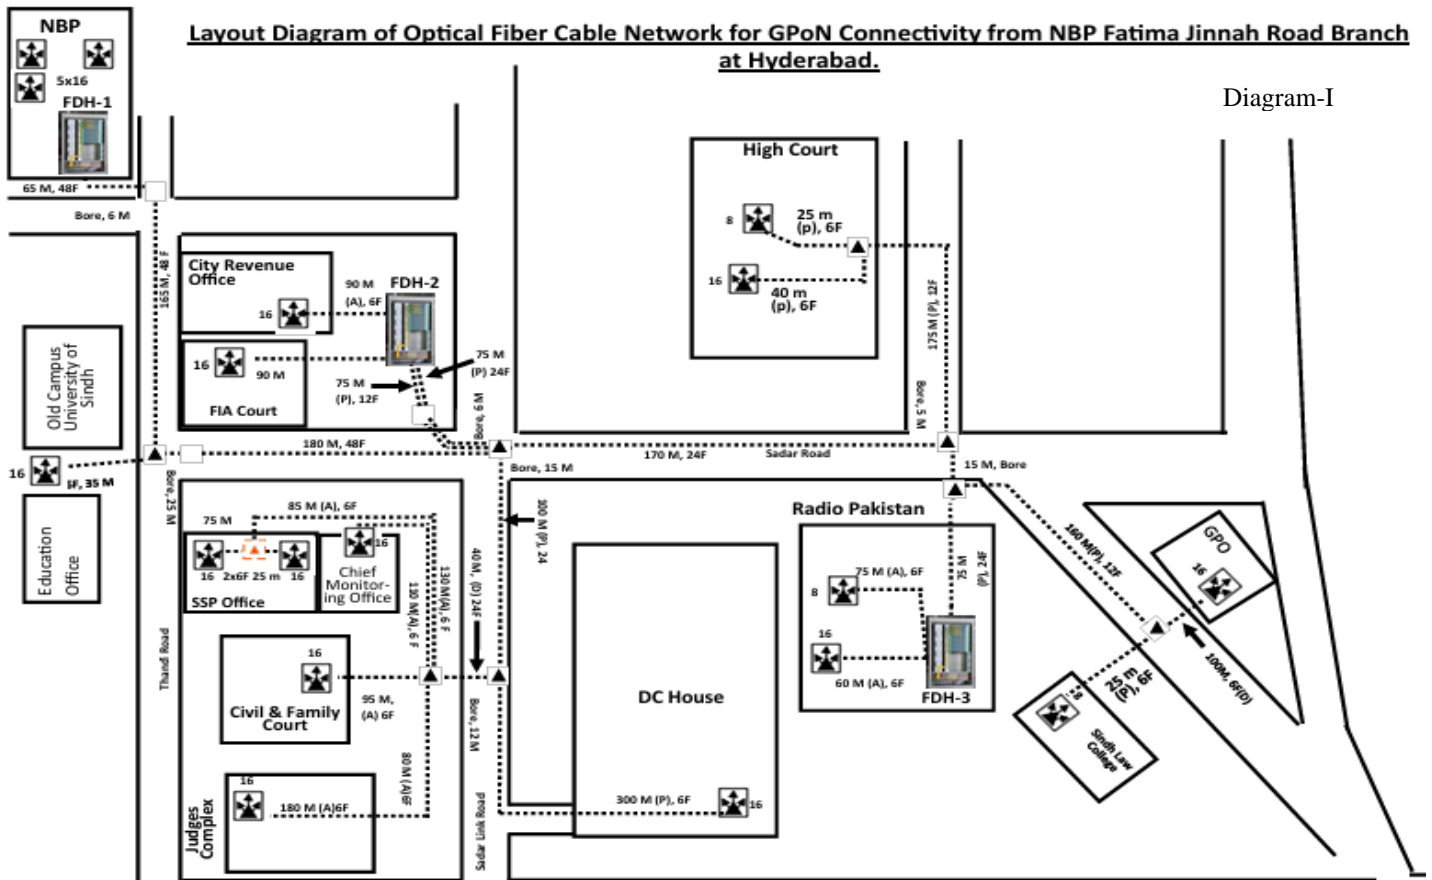 Layout Diagram of Optical Fiber Cable Network for GPoN Connectivity from NBP Fatima Jinnah Road Branch
at Hyderabad.
Diagram-I
NBP
5x16
FDH-1
65 M, 48F
Bore, 6 M
165 M, 48 F
City Revenue
Office
16
90 M
(A), 6F
FDH-2
16
90 M
FIA Court
75 M
(P), 12F
75 M
(P) 24F
Bore, 6 M
High Court
8
25 m
(p), 6F
16
40 m
(p), 6F
175 M (P), 12F
Bore, 5 M
Old Campus
University of
Sindh
16
6F, 35 M
Education
Office
180 M, 48F
170 M, 24F
Sadar Road
Bore, 15 M
15 M, Bore
Bore, 25 M
Thandi Road
85 M (A), 6F
75 M
16
2x6F 25 m
16
SSP Office
16
Chief
Monitor-
ing Office
110 M(A), 6 F
130 M(A), 6 F
40 M, (D) 24F
100 M (P), 24
16
Civil & Family
Court
95 M,
(A) 6F
Bore, 12 M
80 M (A)6F
16
180 M (A)6F
Judges
Complex
Sadar Link Road
DC House
300 M (P), 6F
16
Radio Pakistan
75 M (A), 6F
8
16
60 M (A), 6F
75 M
(P), 24F
FDH-3
160 M(P), 12F
GPO
16
100M, 6F(D)
25 m
(P), 6F
8
Sindh Law
College